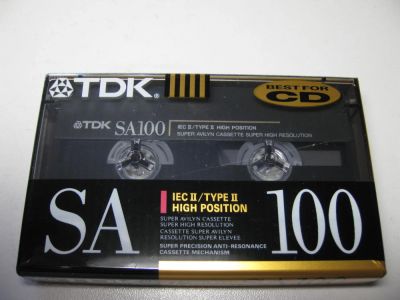 TDK
BEST FOR
CD
TDK SA100
IEC II/TYPE II HIGH POSITION
SUPER AVILYN CASSETTE SUPER HIGH RESOLUTION
SA
IEC II/TYPE II
HIGH POSITION
SUPER AVILYN CASSETTE
SUPER HIGH RESOLUTION
CASSETTE SUPER AVILYN
RESOLUTION SUPER ELEVEE
SUPER PRECISION ANTI-RESONANCE
CASSETTE MECHANISM
100